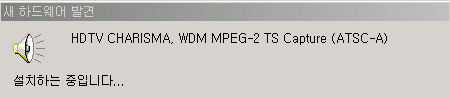 새 하드웨어 발견
HDTV CHARISMA, WDM MPEG-2 TS Capture (ATSC-A)
설치하는 중입니다...